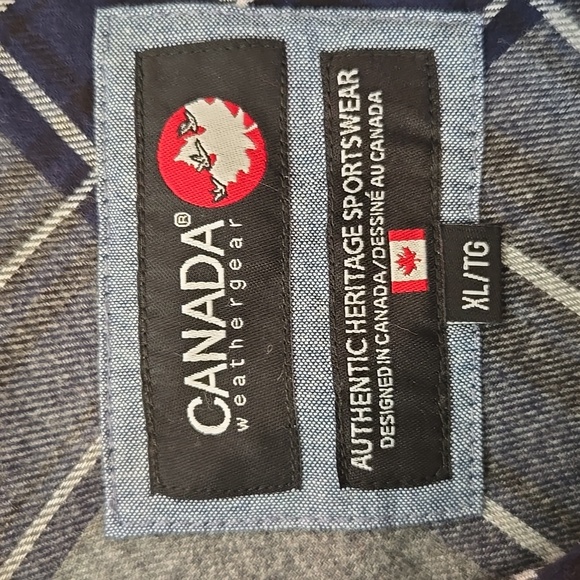 CANADA®
weathergear
AUTHENTIC HERITAGE SPORTSWEAR
DESIGNED IN CANADA/DESSINÉ AU CANADA
XL/TG